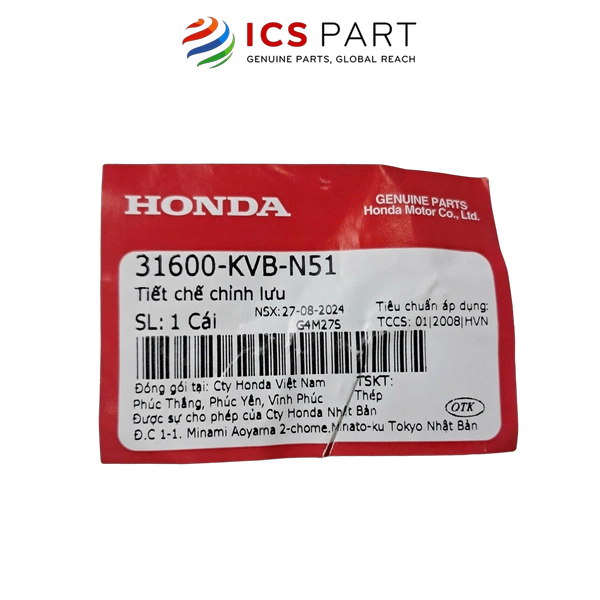 ICS PART
GENUINE PARTS, GLOBAL REACH
HONDA
GENUINE PARTS
Honda Motor Co., Ltd.
31600-KVB-N51
Tiết chế chỉnh lưu
NSX:27-08-2024
Tiêu chuẩn áp dụng:
SL: 1 Cái
G4M27S
TCCS: 01|2008|HVN
Đóng gói tại: Cty Honda Việt Nam
TSKT:
Phúc Thắng, Phúc Yên, Vĩnh Phúc
Thép
Được sự cho phép của Cty Honda Nhật Bản
OTK
Đ.C 1-1. Minami Aoyama 2-chome,Minato-ku Tokyo Nhật Bản